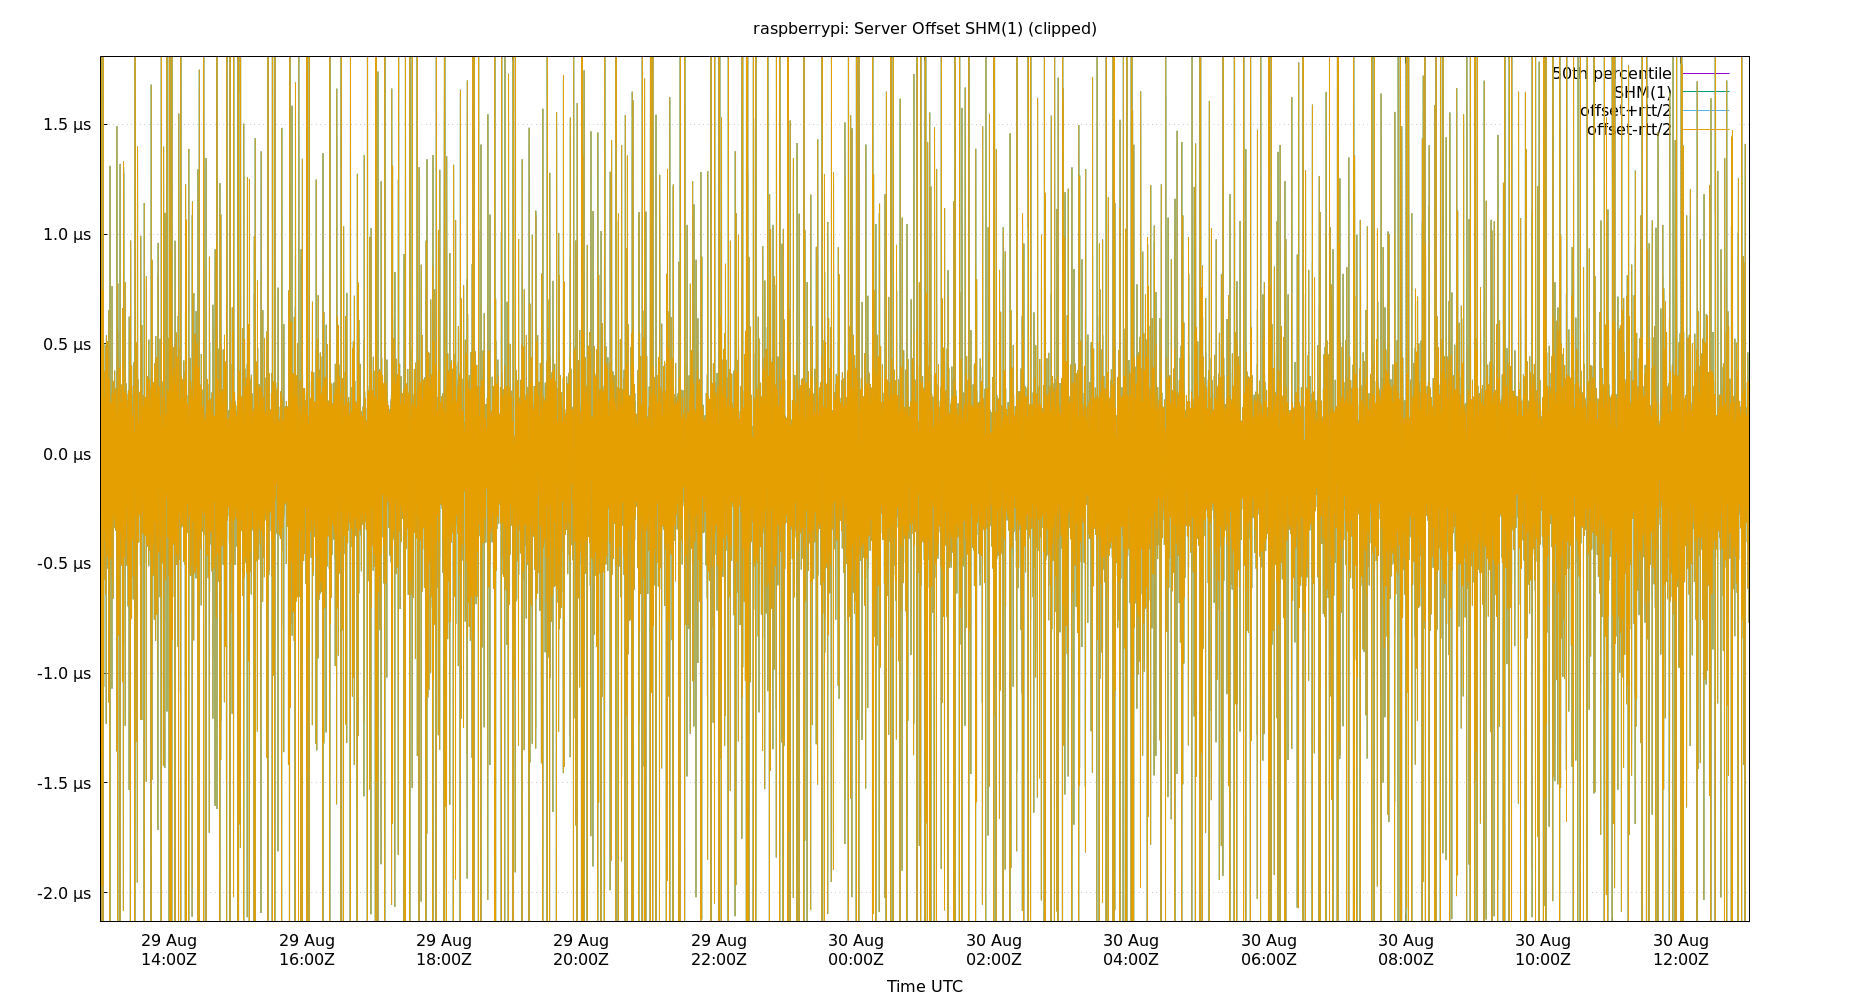 raspberrypi: Server Offset SHM(1) (clipped)
50th percentile
SHM(1)
offset+rtt/2
offset-rtt/2
1.5 µs
1.0 µs
0.5 µs
0.0 µs
-0.5 µs
-1.0 µs
-1.5 µs
-2.0 µs
29 Aug 29 Aug 29 Aug 29 Aug 29 Aug 30 Aug 30 Aug 30 Aug 30 Aug 30 Aug 30 Aug 30 Aug
14:00Z 16:00Z 18:00Z 20:00Z 22:00Z 00:00Z 02:00Z 04:00Z 06:00Z 08:00Z 10:00Z 12:00Z
Time UTC